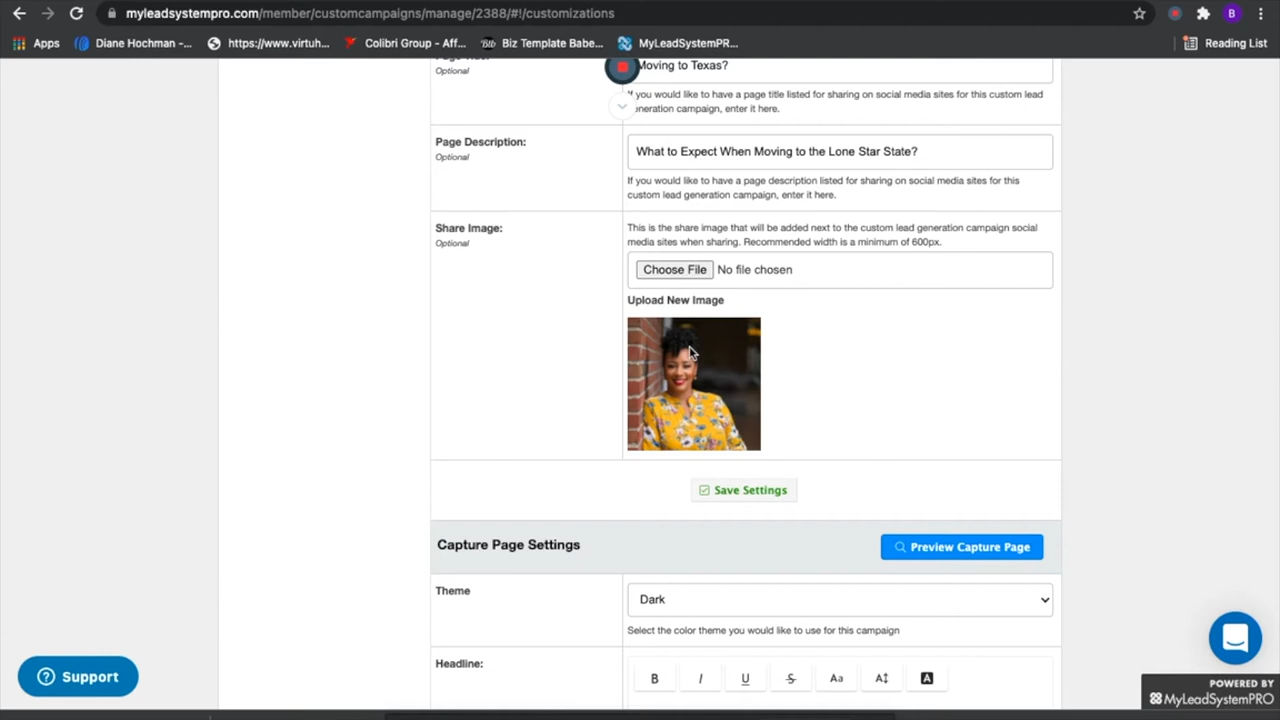 myleadsystempro.com/member/customcampaigns/manage/2388/#!/customizations
B
Apps
Diane Hochman -...
https://www.virtuh...
Colibri Group - Aff...
Biz Template Babe...
MyLeadSystemPR...
Reading List
Optional
Moving to Texas?
If you would like to have a page title listed for sharing on social media sites for this custom lead
generation campaign, enter it here.
Page Description:
Optional
What to Expect When Moving to the Lone Star State?
If you would like to have a page description listed for sharing on social media sites for this
custom lead generation campaign, enter it here.
Share Image:
Optional
This is the share image that will be added next to the custom lead generation campaign social
media sites when sharing. Recommended width is a minimum of 600px.
Choose File No file chosen
Upload New Image
Save Settings
Capture Page Settings
Preview Capture Page
Theme
Dark
Select the color theme you would like to use for this campaign
Headline:
B I U S Aa A A
Support
POWERED BY
MyLeadSystemPRO